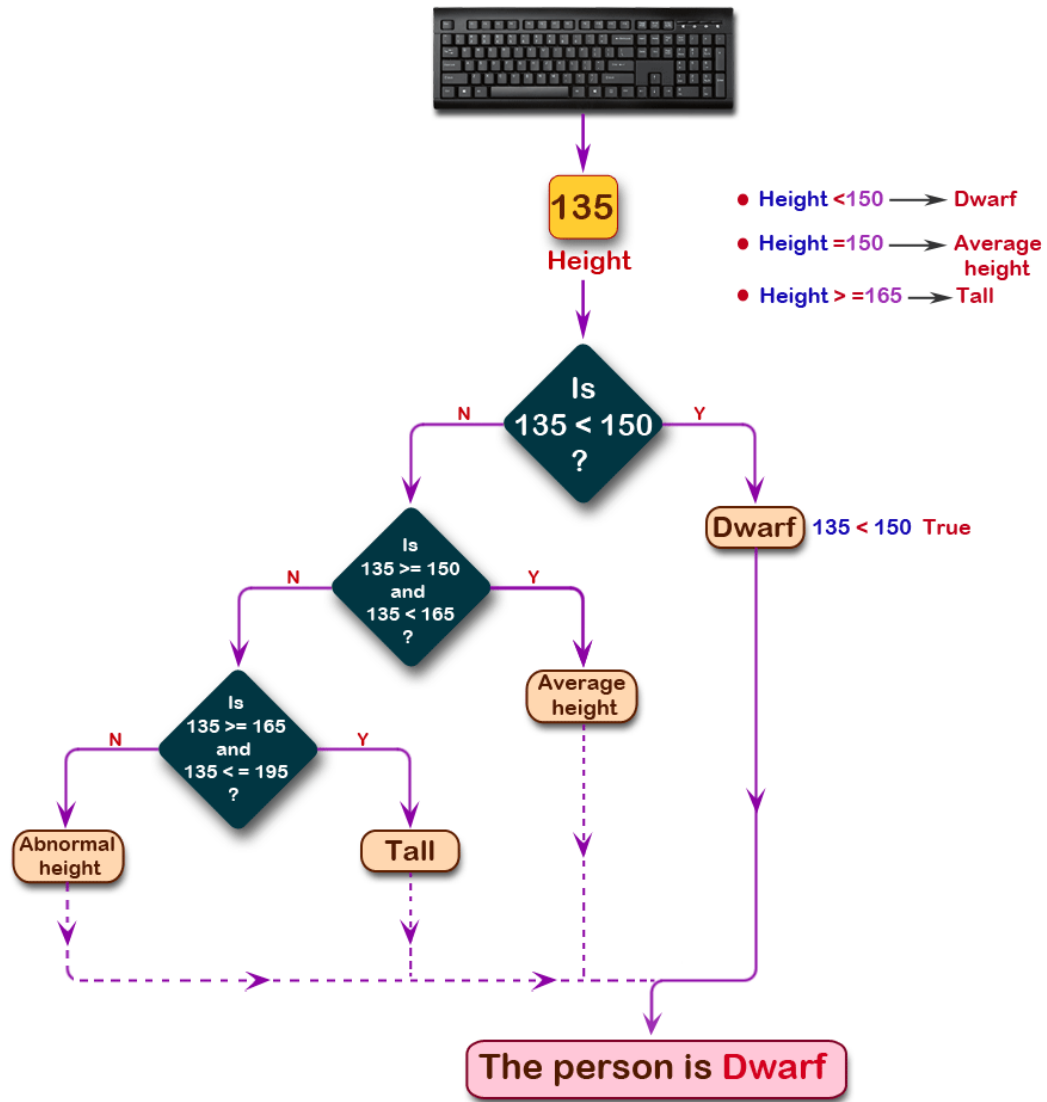 135
Height
• Height <150 → Dwarf
• Height =150 → Average
height
• Height > =165 → Tall
Is
135 < 150
?
N
Y
Dwarf
135 < 150 True
Is
135 >= 150
and
135 < 165
?
N
Y
Average
height
Is
135 >= 165
and
135 < = 195
?
N
Y
Abnormal
height
Tall
The person is Dwarf